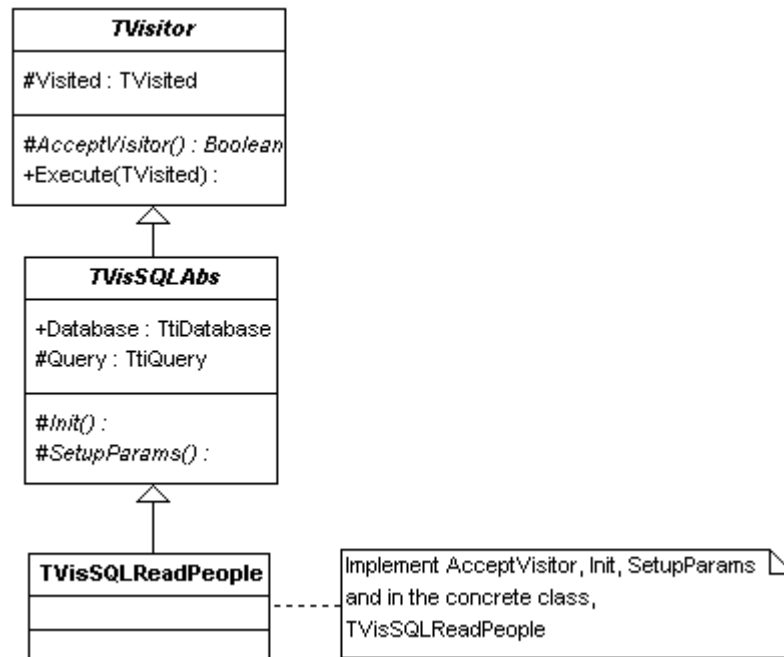 TVisitor
#Visited : TVisited
#AcceptVisitor() : Boolean
+Execute(TVisited) :
TVisSQLAbs
+Database : TtiDatabase
#Query : TtiQuery
#Init() :
#SetupParams() :
TVisSQLReadPeople
Implement AcceptVisitor, Init, SetupParams
and in the concrete class,
TVisSQLReadPeople